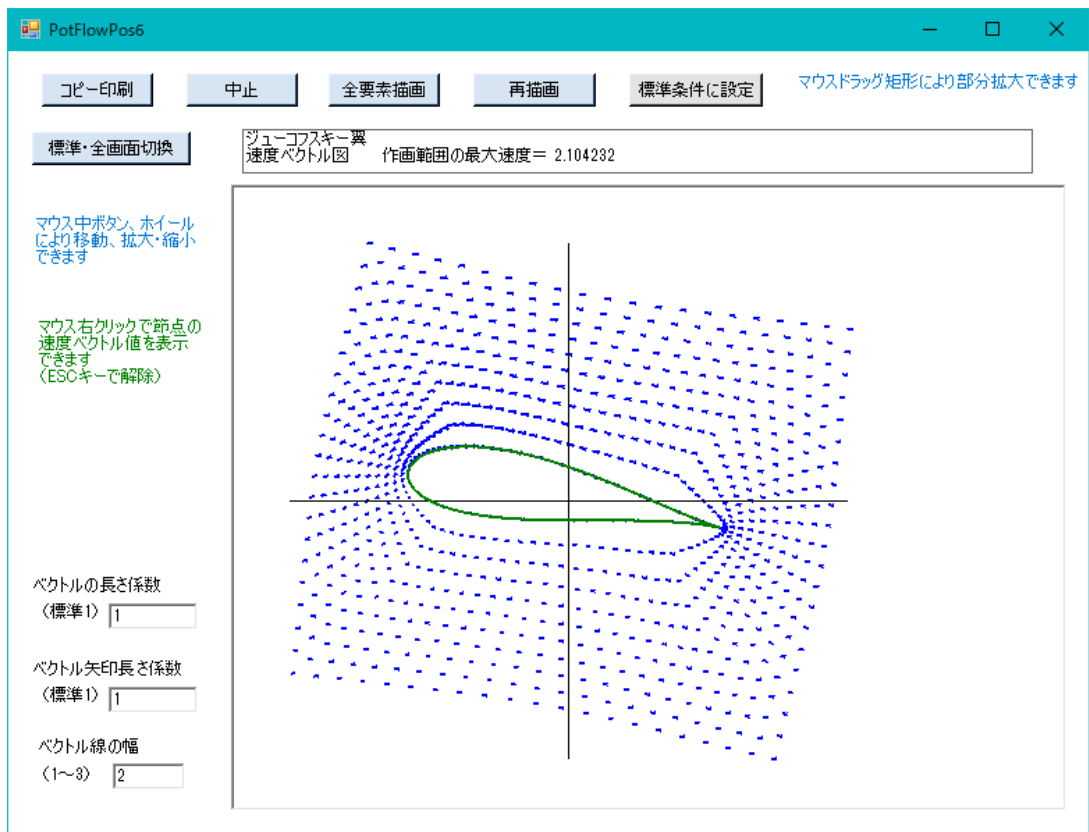 PotFlowPos6
コピー印刷
中止
全要素描画
再描画
標準条件に設定
マウスドラッグ矩形により部分拡大できます
標準・全画面切換
ジューコフスキー翼
速度ベクトル図 作画範囲の最大速度＝ 2.104232
マウス中ボタン、ホイール
により移動、拡大・縮小
できます
マウス右クリックで節点の
速度ベクトル値を表示
できます
（ESCキーで解除）
ベクトルの長さ係数
（標準1） 1
ベクトル矢印長さ係数
（標準1） 1
ベクトル線の幅
（1～3） 2